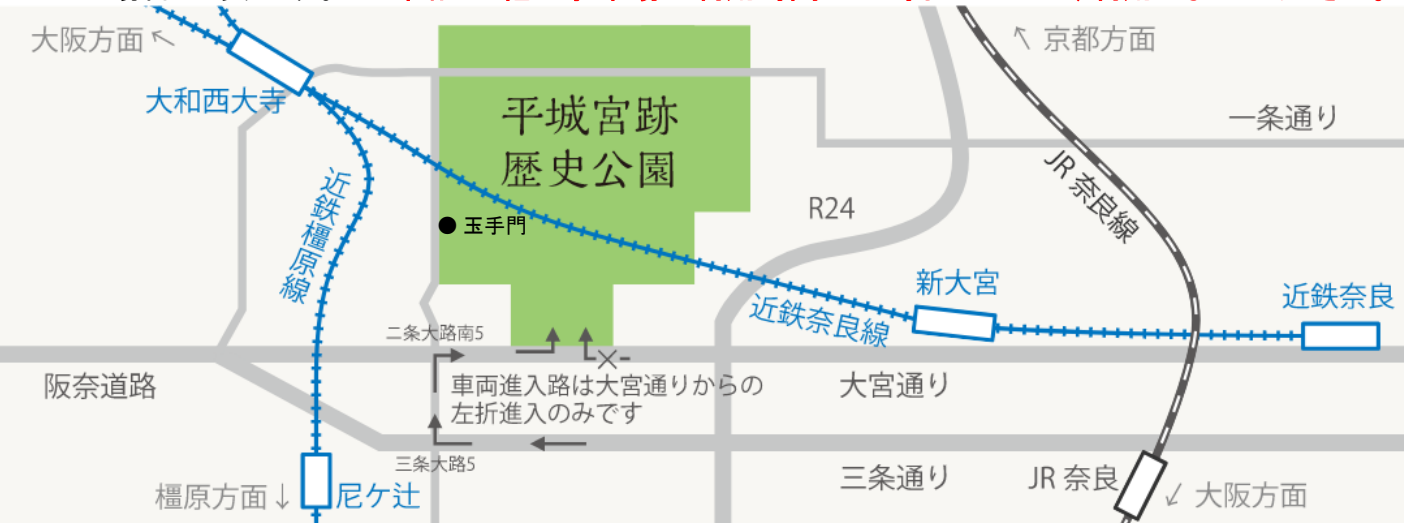 大阪方面
京都方面
大和西大寺
平城宮跡
歴史公園
一条通り
JR 奈良線
近鉄橿原線
R24
玉手門
新大宮
近鉄奈良
近鉄奈良線
二条大路南5
阪奈道路
車両進入路は大宮通りからの
左折進入のみです
大宮通り
三条大路5
三条通り
JR 奈良
橿原方面↓
尼ケ辻
大阪方面